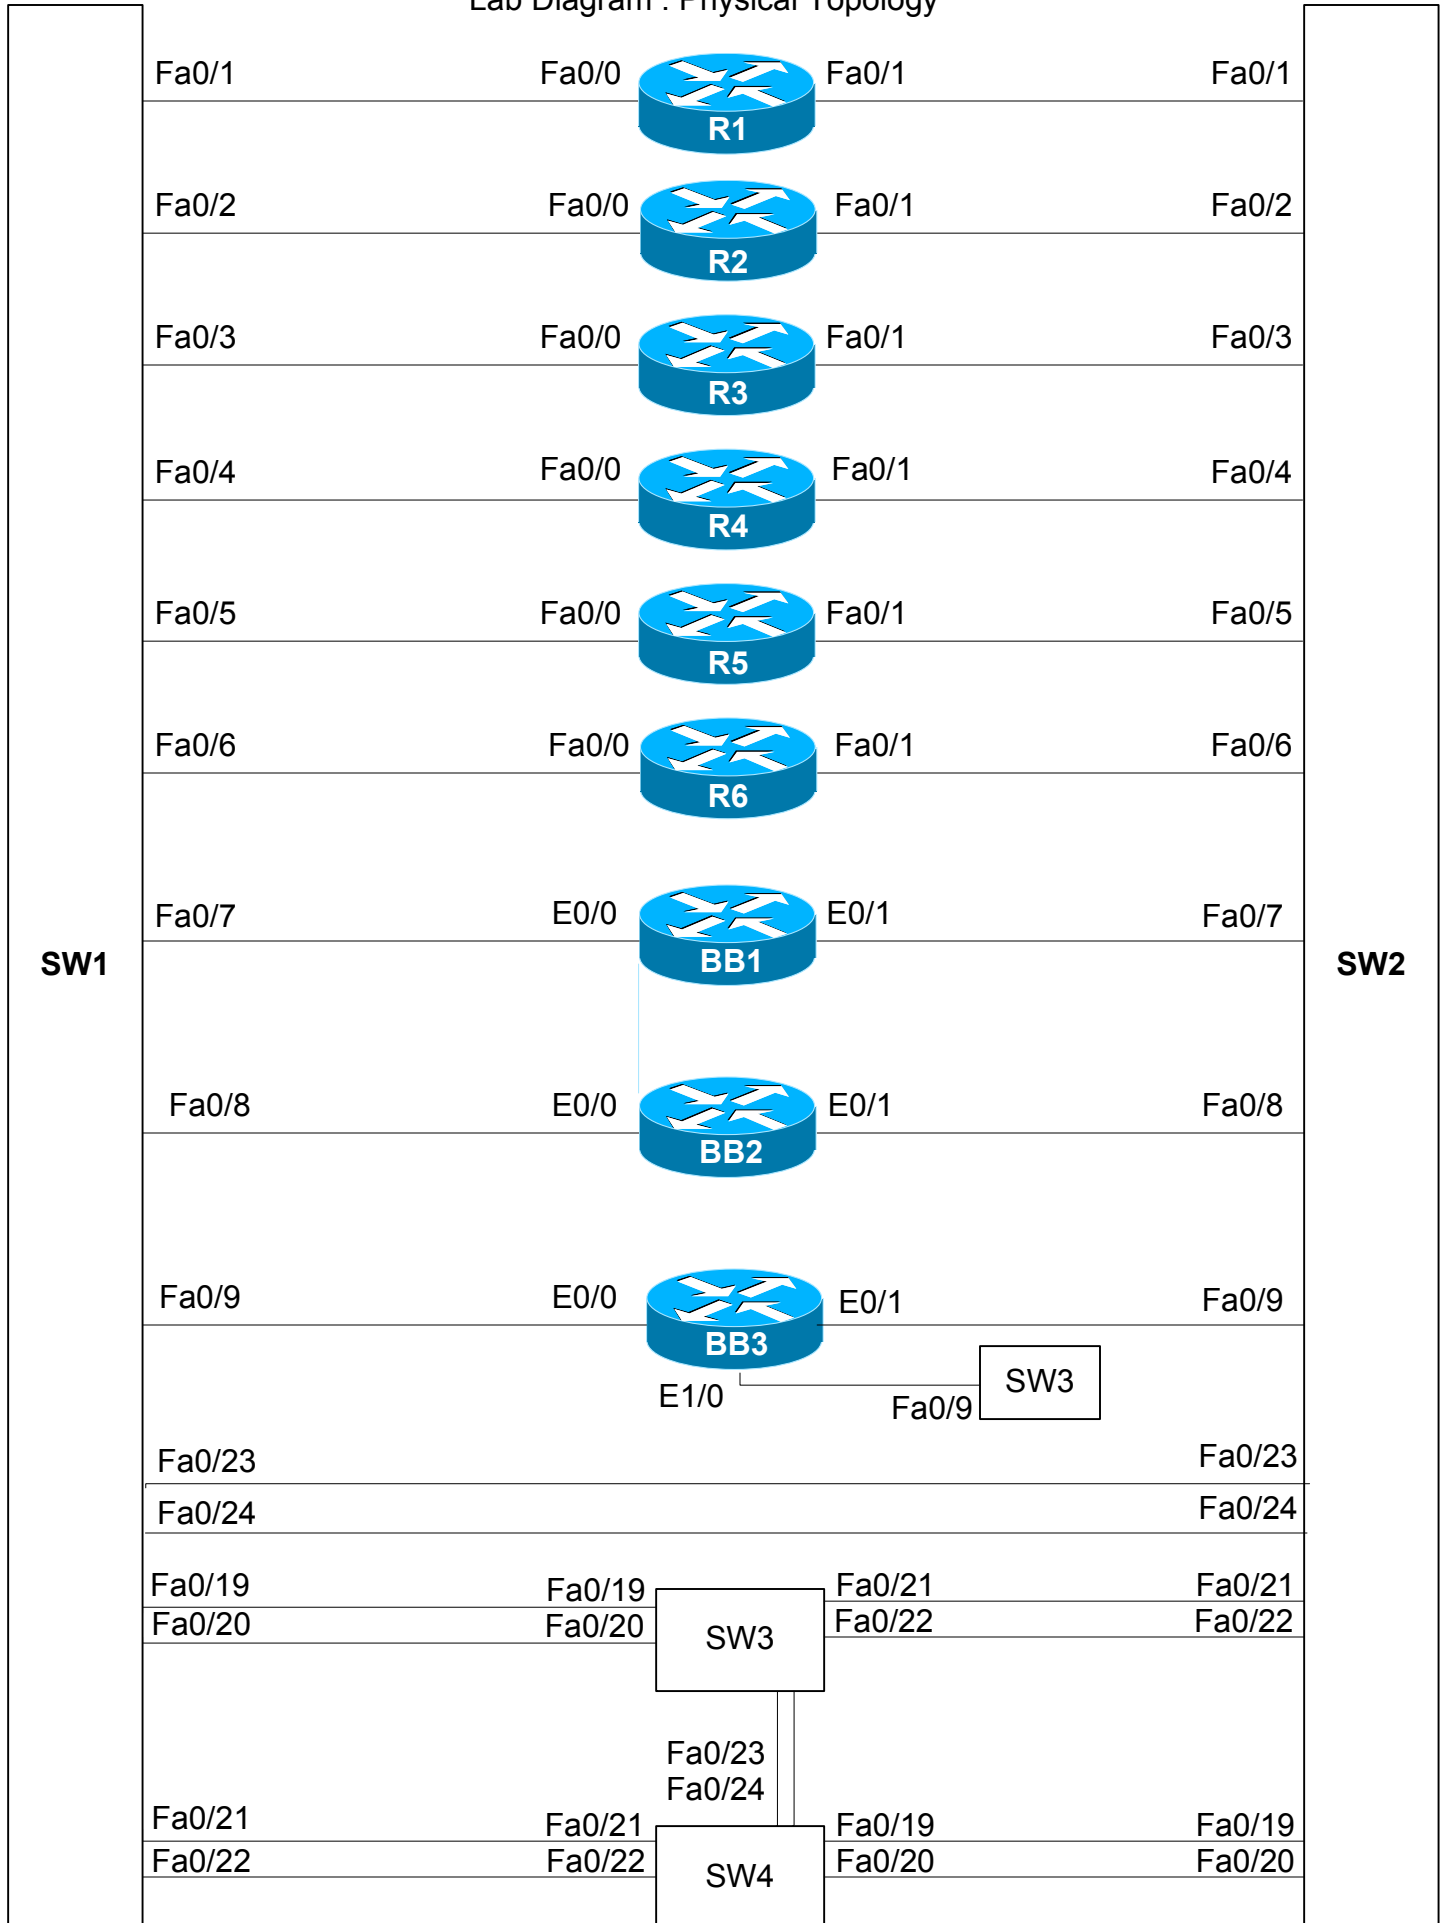 Lab Diagram : Physical Topology
Fa0/1 Fa0/0 Fa0/1 Fa0/1
R1
Fa0/2 Fa0/0 Fa0/1 Fa0/2
R2
Fa0/3 Fa0/0 Fa0/1 Fa0/3
R3
Fa0/4 Fa0/0 Fa0/1 Fa0/4
R4
Fa0/5 Fa0/0 Fa0/1 Fa0/5
R5
Fa0/6 Fa0/0 Fa0/1 Fa0/6
R6
Fa0/7 E0/0 E0/1 Fa0/7
SW1 BB1 SW2
Fa0/8 E0/0 E0/1 Fa0/8
BB2
Fa0/9 E0/0 E0/1 Fa0/9
BB3
SW3
E1/0 Fa0/9
Fa0/23 Fa0/23
Fa0/24 Fa0/24
Fa0/19 Fa0/19 Fa0/21 Fa0/21
Fa0/20 Fa0/20 Fa0/22 Fa0/22
SW3
Fa0/23
Fa0/24
Fa0/21 Fa0/21 Fa0/19 Fa0/19
Fa0/22 Fa0/22 Fa0/20 Fa0/20
SW4